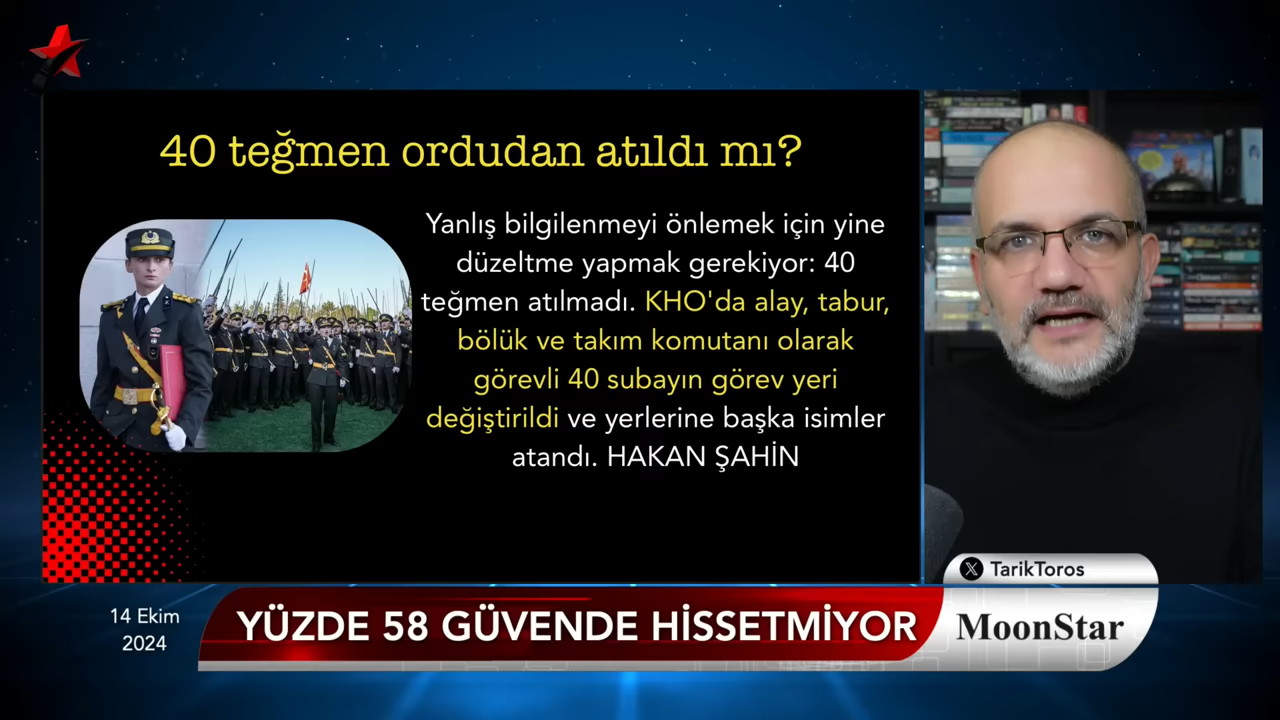 40 teğmen ordudan atıldı mı?
Yanlış bilgilenmeyi önlemek için yine
düzeltme yapmak gerekiyor: 40
teğmen atılmadı. KHO'da alay, tabur,
bölük ve takım komutanı olarak
görevli 40 subayın görev yeri
değiştirildi ve yerlerine başka isimler
atandı. HAKAN ŞAHİN
X TarikToros
14 Ekim
2024
YÜZDE 58 GÜVENDE HİSSETMİYOR
MoonStar